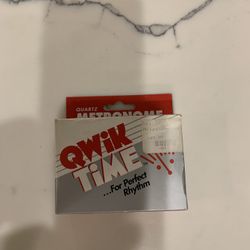 QUARTZ
METRONOME
QWIK
TIME
...For Perfect
Rhythm